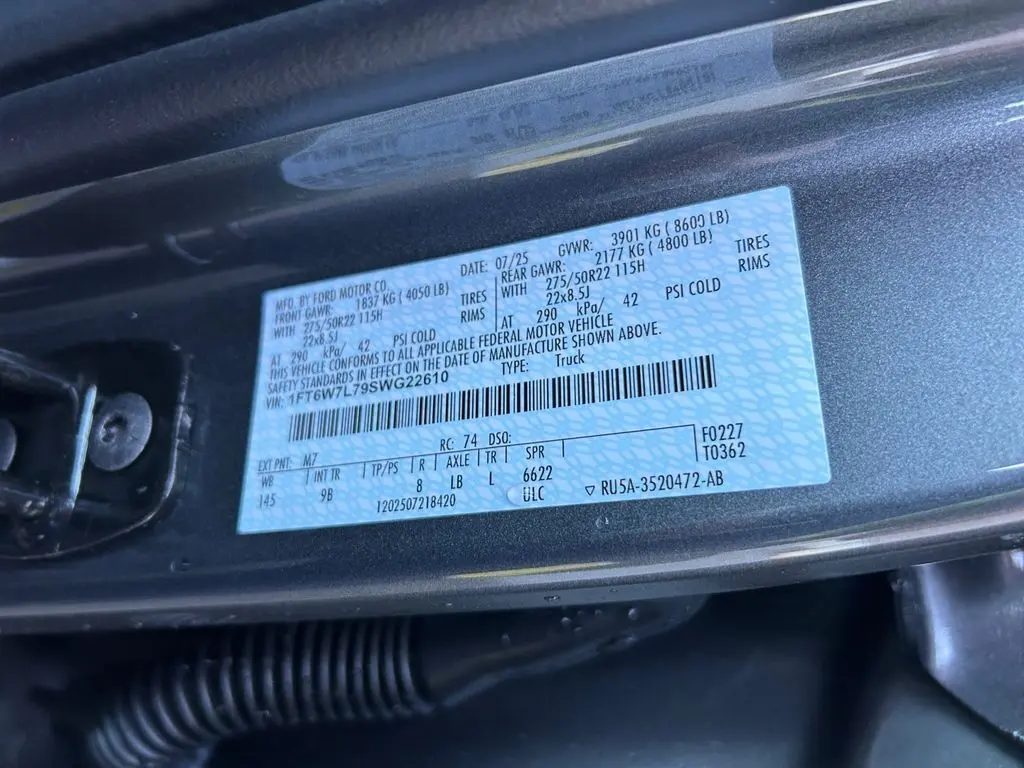 MFD. BY FORD MOTOR CO. DATE: 07/25 GVWR: 3901 KG ( 8600 LB)
FRONT GAWR: 1837 KG ( 4050 LB) REAR GAWR: 2177 KG ( 4800 LB)
WITH 275/50R22 115H TIRES WITH 275/50R22 115H TIRES
22x8.5J RIMS 22x8.5J RIMS
AT 290 kPa/ 42 PSI COLD AT 290 kPa/ 42 PSI COLD
THIS VEHICLE CONFORMS TO ALL APPLICABLE FEDERAL MOTOR VEHICLE
SAFETY STANDARDS IN EFFECT ON THE DATE OF MANUFACTURE SHOWN ABOVE.
VIN: 1FT6W7L79SWG22610 TYPE: Truck
EXT PNT: M7 RC: 74 DSO: F0227
WB INT TR TP/PS R AXLE TR SPR T0362
145 9B 8 LB L 6622
1202507218420 ULC ▽ RU5A-3520472-AB